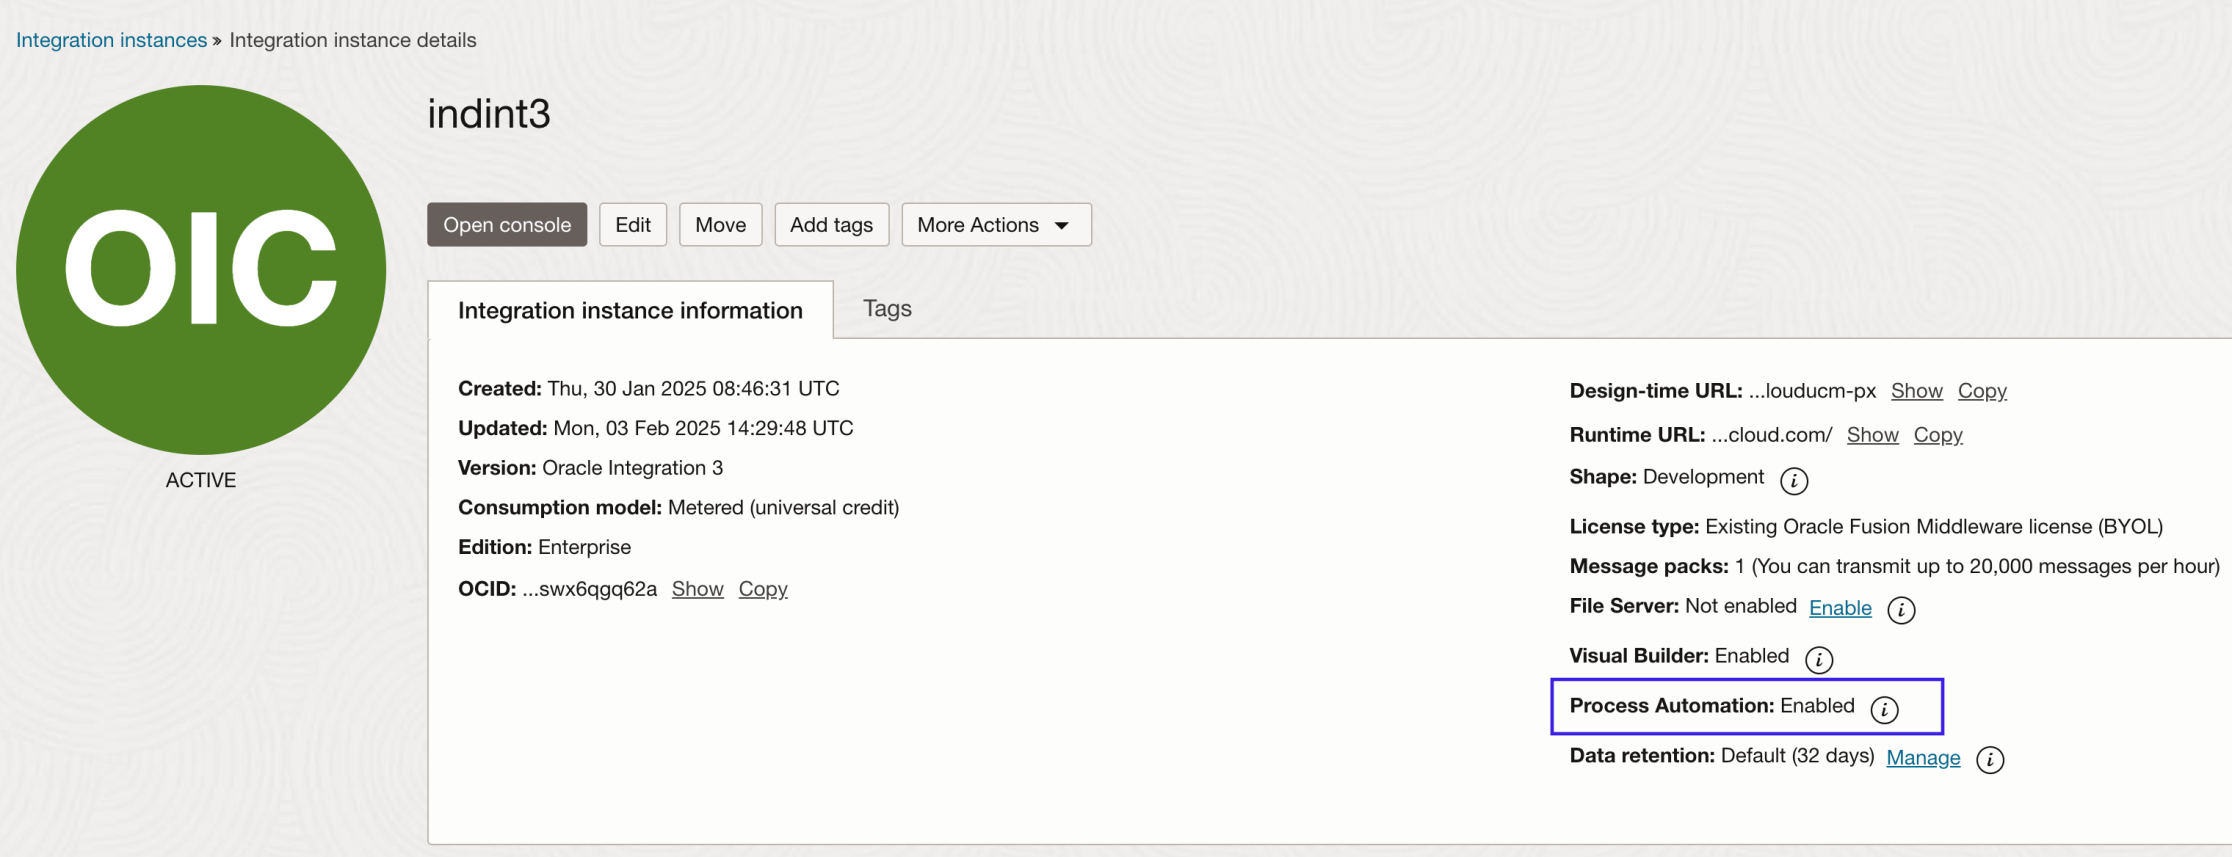 Integration instances » Integration instance details
OIC
ACTIVE
indint3
Open console Edit Move Add tags More Actions
Integration instance information Tags
Created: Thu, 30 Jan 2025 08:46:31 UTC
Updated: Mon, 03 Feb 2025 14:29:48 UTC
Version: Oracle Integration 3
Consumption model: Metered (universal credit)
Edition: Enterprise
OCID: ...swx6qgq62a Show Copy
Design-time URL: ...louducm-px Show Copy
Runtime URL: ...cloud.com/ Show Copy
Shape: Development i
License type: Existing Oracle Fusion Middleware license (BYOL)
Message packs: 1 (You can transmit up to 20,000 messages per hour)
File Server: Not enabled Enable i
Visual Builder: Enabled i
Process Automation: Enabled i
Data retention: Default (32 days) Manage i